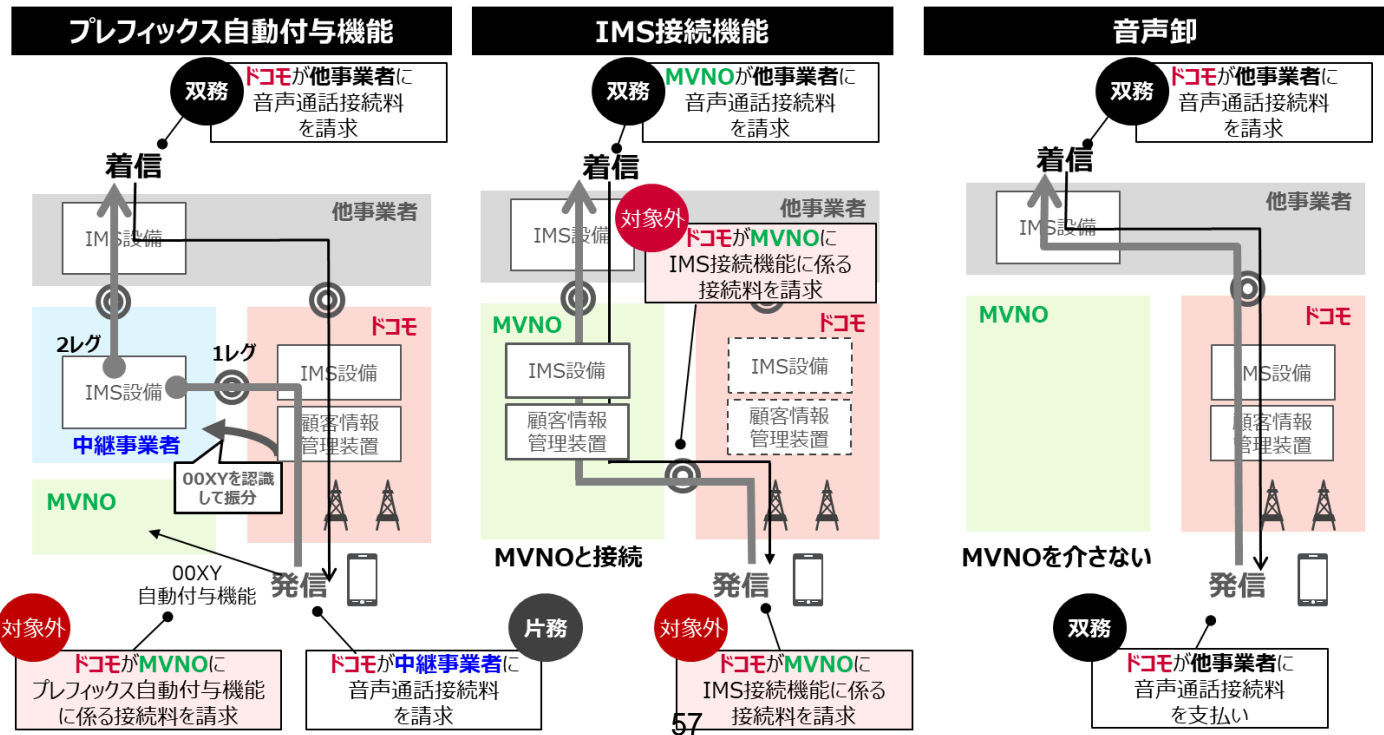 プレフィックス自動付与機能
双務
ドコモが他事業者に
音声通話接続料
を請求
着信
他事業者
IMS設備
2レグ
1レグ
ドコモ
IMS設備
IMS設備
顧客情報
管理装置
中継事業者
00XYを認識
して振分
MVNO
00XY
自動付与機能
発信
対象外
ドコモがMVNOに
プレフィックス自動付与機能
に係る接続料を請求
片務
ドコモが中継事業者に
音声通話接続料
を請求
IMS接続機能
双務
MVNOが他事業者に
音声通話接続料
を請求
着信
他事業者
IMS設備
対象外
ドコモがMVNOに
IMS接続機能に係る
接続料を請求
MVNO
ドコモ
IMS設備
IMS設備
顧客情報
管理装置
顧客情報
管理装置
MVNOと接続
発信
対象外
ドコモがMVNOに
IMS接続機能に係る
接続料を請求
音声卸
双務
ドコモが他事業者に
音声通話接続料
を請求
着信
他事業者
IMS設備
MVNO
ドコモ
IMS設備
顧客情報
管理装置
MVNOを介さない
発信
双務
ドコモが他事業者に
音声通話接続料
を支払い
57